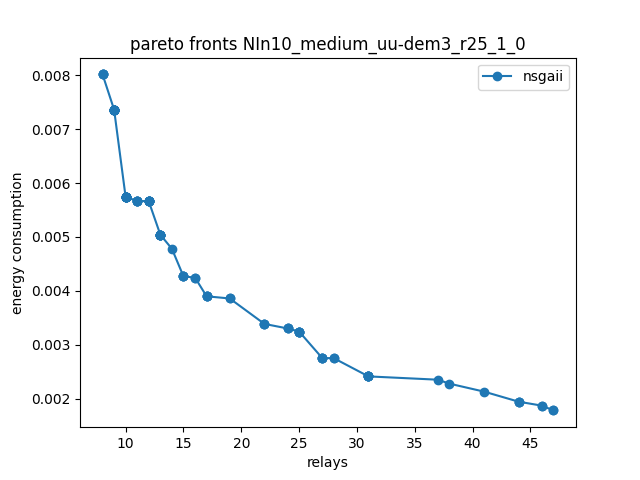 pareto fronts NIn10_medium_uu-dem3_r25_1_0
nsgaii
energy consumption
0.008
0.007
0.006
0.005
0.004
0.003
0.002
10 15 20 25 30 35 40 45
relays